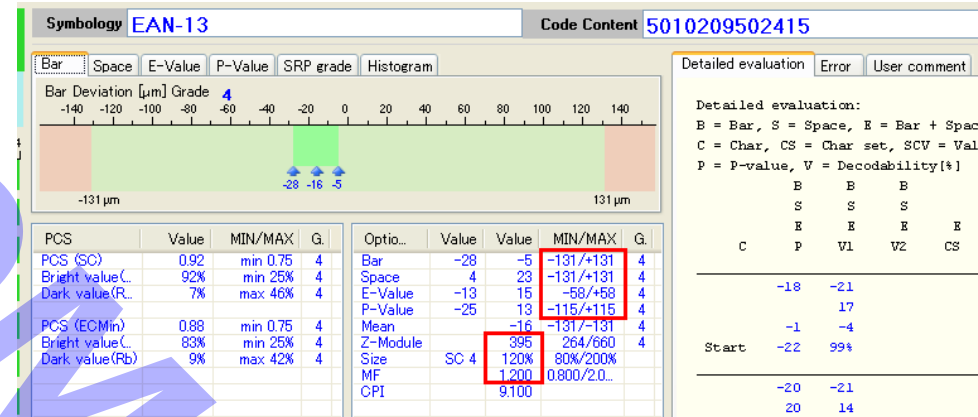 Symbology EAN-13 Code Content 5010209502415
Bar Space E-Value P-Value SRP grade Histogram
Bar Deviation [µm] Grade 4
-140 -120 -100 -80 -60 -40 -20 0 20 40 60 80 100 120 140
-28 -16 -5
-131 µm 131 µm
PCS Value MIN/MAX G.
PCS (SC) 0.92 min 0.75 4
Bright value(... 92% min 25% 4
Dark value(R... 7% max 46% 4
PCS (ECMin) 0.88 min 0.75 4
Bright value(... 83% min 25% 4
Dark value(Rb) 9% max 42% 4
Optio... Value Value MIN/MAX G.
Bar -28 -5 -131/+131 4
Space 4 23 -131/+131 4
E-Value -13 15 -58/+58 4
P-Value -25 13 -115/+115 4
Mean -16 -131/-131 4
Z-Module 395 264/660 4
Size SC 4 120% 80%/200%
MF 1.200 0.800/2.0...
CPI 9.100
Detailed evaluation Error User comment
Detailed evaluation:
B = Bar, S = Space, E = Bar + Spac
C = Char, CS = Char set, SCV = Val
P = P-value, V = Decodability[%]
B B B
S S S
E E E E
C P V1 V2 CS
-18 -21
17
-1 -4
Start -22 99%
-20 -21
20 14